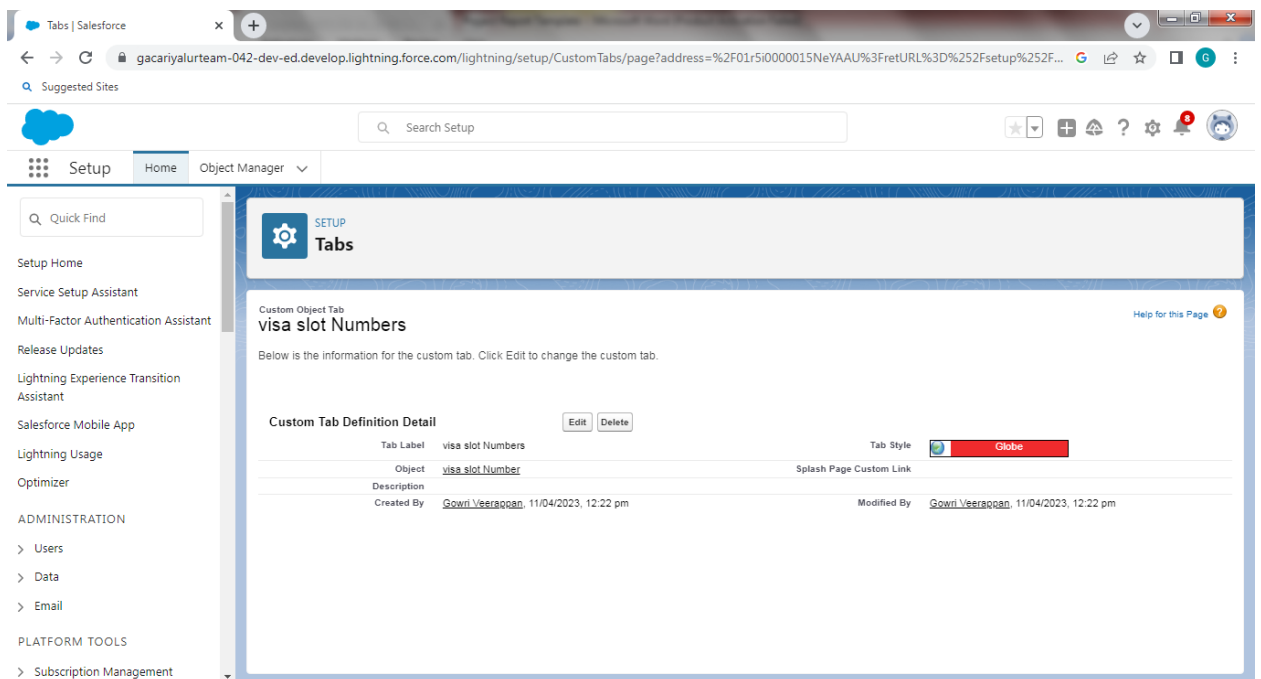 Tabs | Salesforce
gacariyalurteam-042-dev-ed.develop.lightning.force.com/lightning/setup/CustomTabs/page?address=%2F01r5i0000015NeYAAU%3FretURL%3D%252Fsetup%252F... G G
Suggested Sites
Search Setup
8
Setup Home Object Manager
Quick Find
SETUP
Tabs
Setup Home
Service Setup Assistant
Multi-Factor Authentication Assistant
Release Updates
Lightning Experience Transition
Assistant
Salesforce Mobile App
Lightning Usage
Optimizer
ADMINISTRATION
Users
Data
Email
PLATFORM TOOLS
Subscription Management
Custom Object Tab
visa slot Numbers
Help for this Page ?
Below is the information for the custom tab. Click Edit to change the custom tab.
Custom Tab Definition Detail Edit Delete
Tab Label visa slot Numbers Tab Style Globe
Object visa slot Number Splash Page Custom Link
Description
Created By Gowri Veerappan, 11/04/2023, 12:22 pm Modified By Gowri Veerappan, 11/04/2023, 12:22 pm